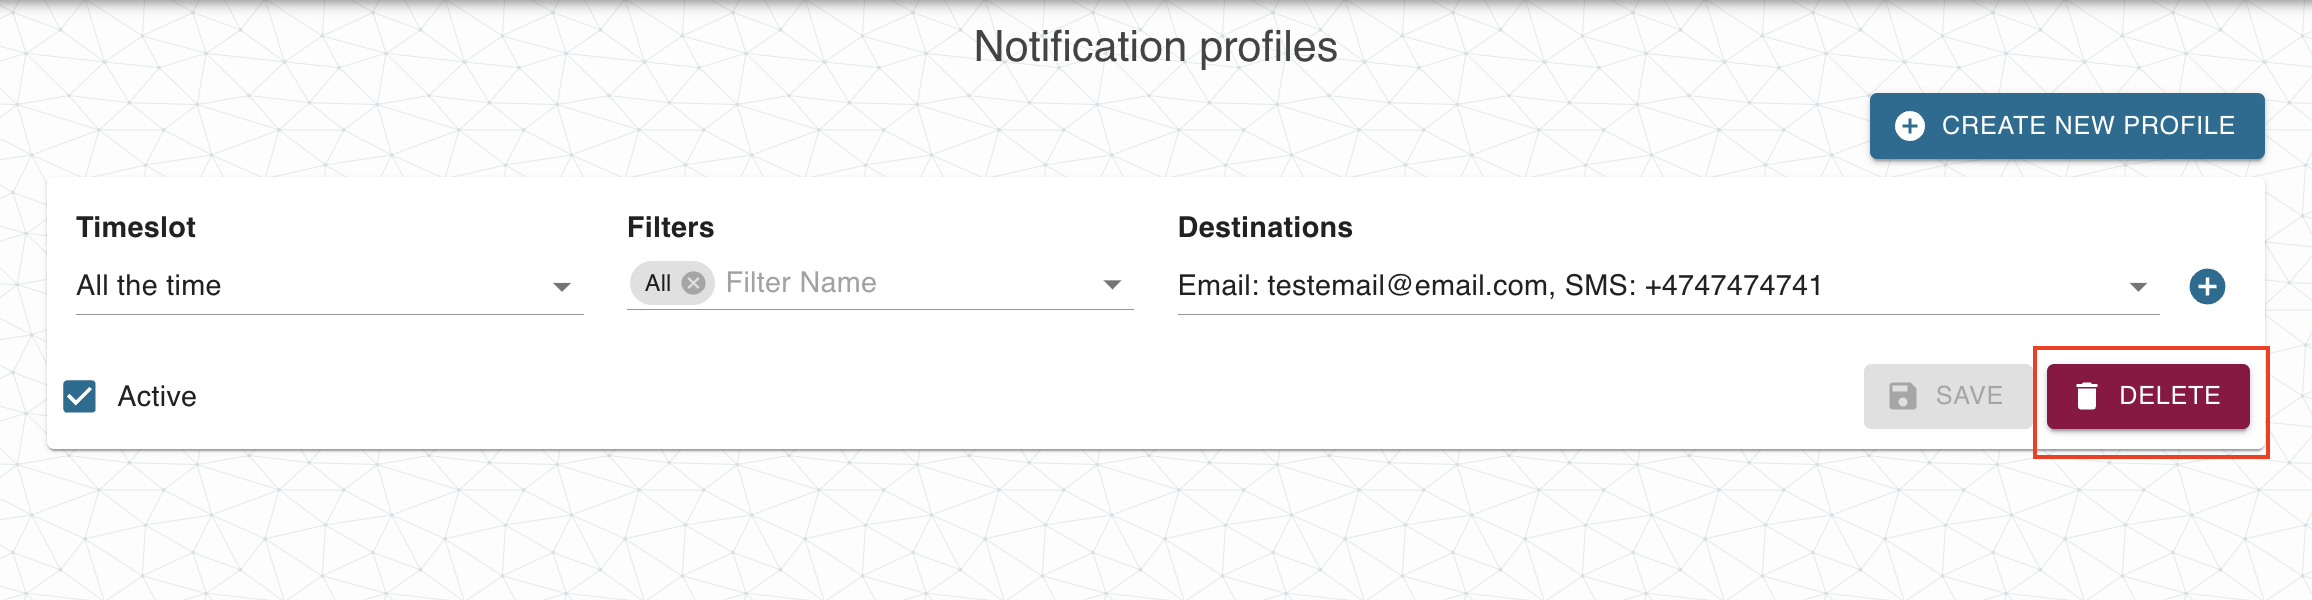 Notification profiles
CREATE NEW PROFILE
Timeslot
Filters
Destinations
All the time
All Filter Name
Email: testemail@email.com, SMS: +4747474741
Active
SAVE
DELETE